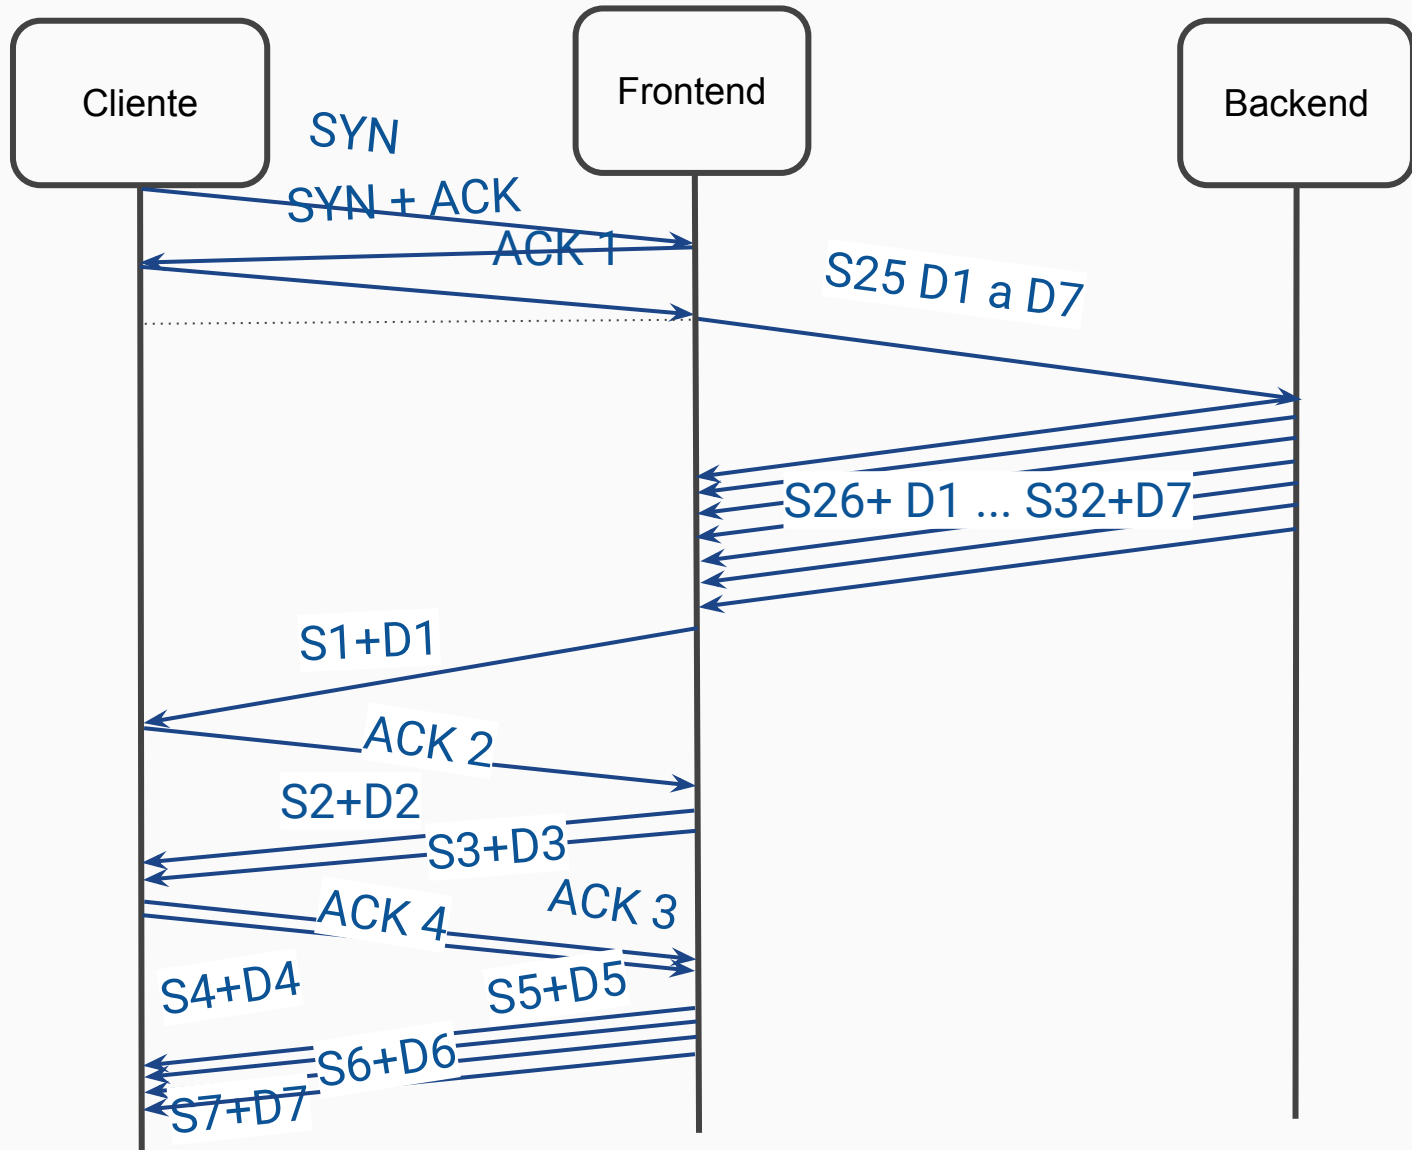 Cliente
Frontend
Backend
SYN
SYN + ACK
ACK 1
S25 D1 a D7
S26+ D1 ... S32+D7
S1+D1
ACK 2
S2+D2
S3+D3
ACK 4
ACK 3
S4+D4
S5+D5
S6+D6
S7+D7